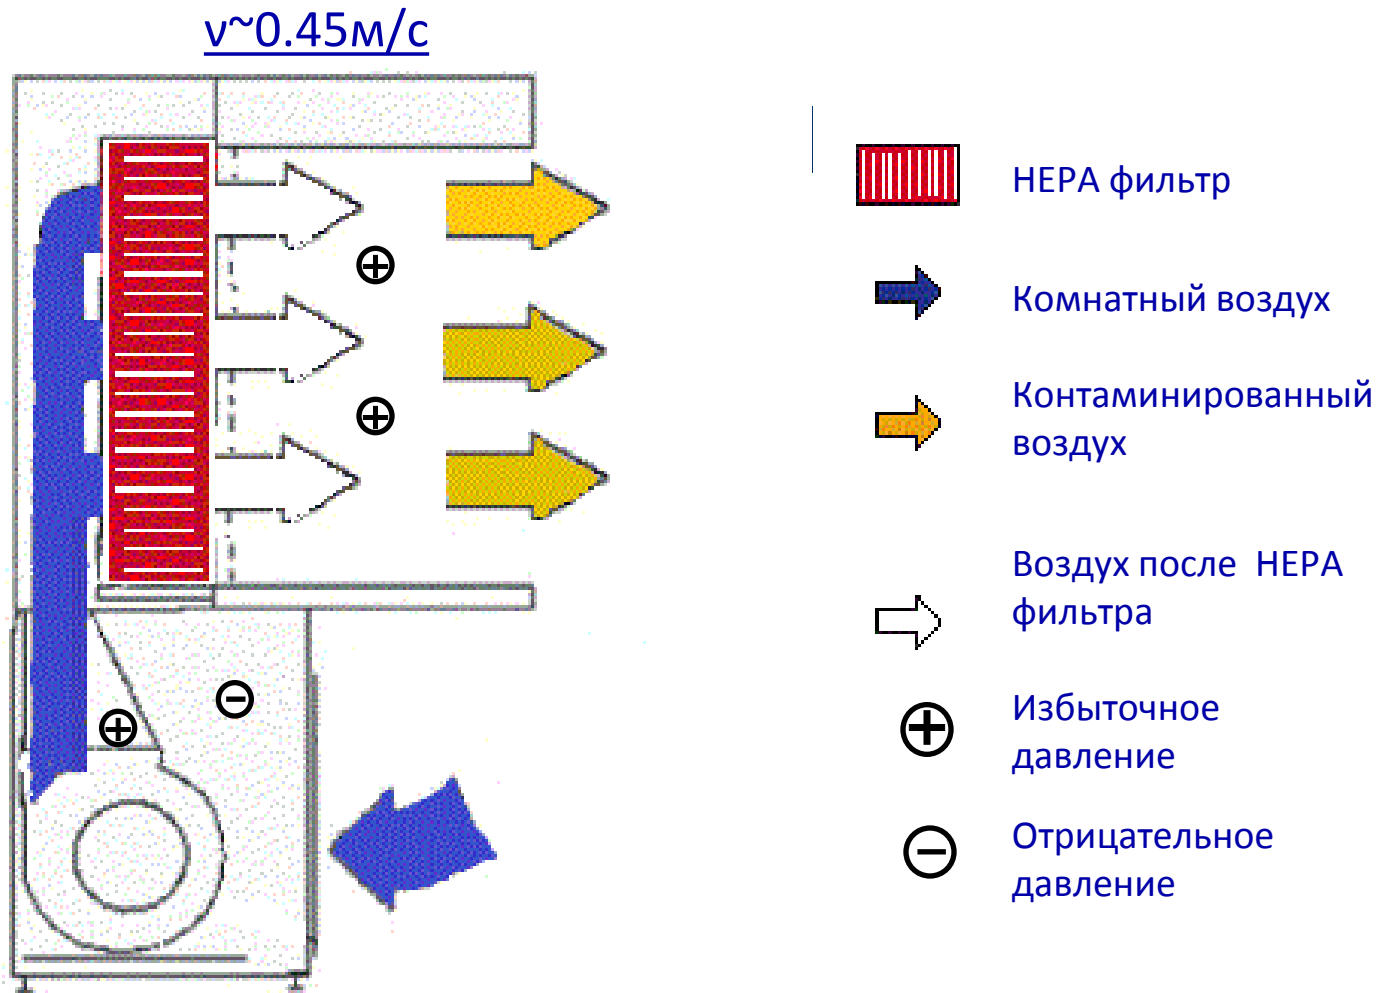 v~0.45м/с
HEPA фильтр
Комнатный воздух
Контаминированный
воздух
Воздух после HEPA
фильтра
Избыточное
давление
Отрицательное
давление